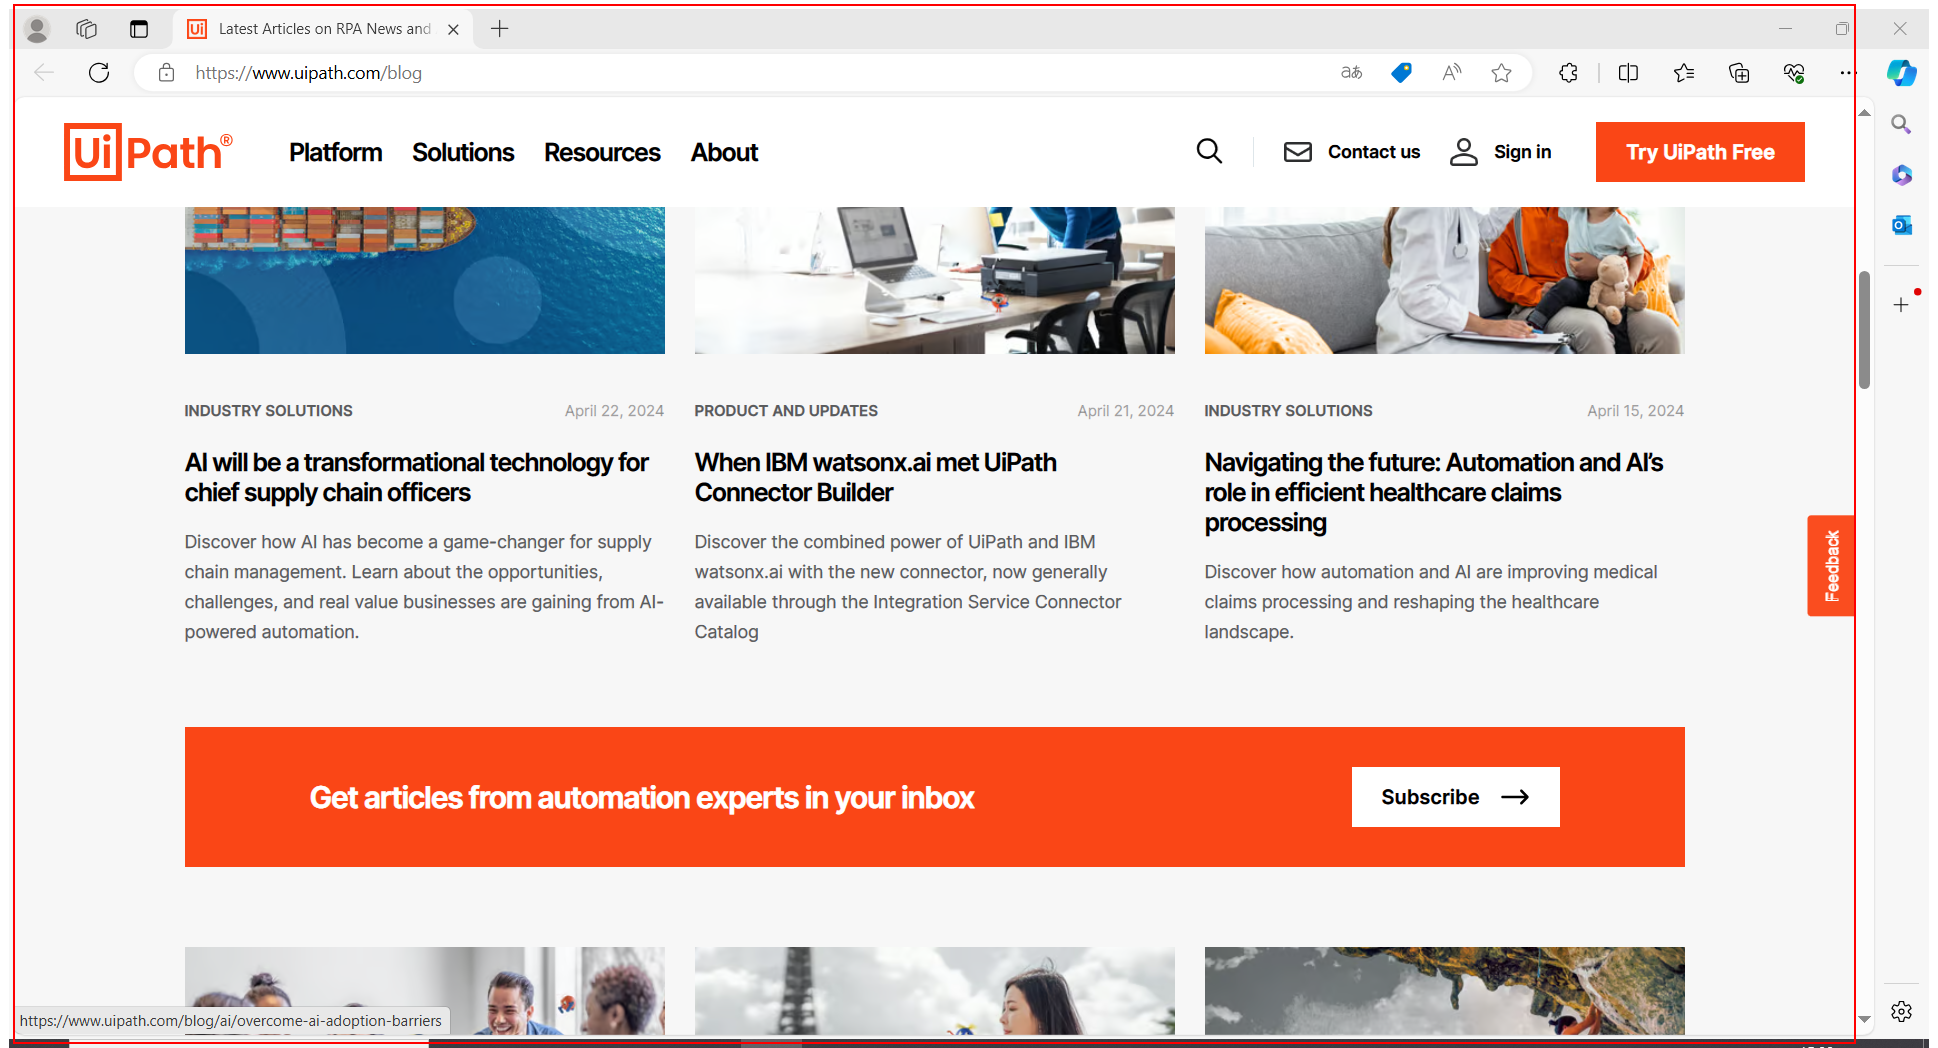 Latest Articles on RPA News and
https://www.uipath.com/blog
UiPath®
Platform
Solutions
Resources
About
Contact us
Sign in
Try UiPath Free
INDUSTRY SOLUTIONS
April 22, 2024
AI will be a transformational technology for
chief supply chain officers
Discover how AI has become a game-changer for supply
chain management. Learn about the opportunities,
challenges, and real value businesses are gaining from AI-
powered automation.
PRODUCT AND UPDATES
April 21, 2024
When IBM watsonx.ai met UiPath
Connector Builder
Discover the combined power of UiPath and IBM
watsonx.ai with the new connector, now generally
available through the Integration Service Connector
Catalog
INDUSTRY SOLUTIONS
April 15, 2024
Navigating the future: Automation and AI’s
role in efficient healthcare claims
processing
Discover how automation and AI are improving medical
claims processing and reshaping the healthcare
landscape.
Feedback
Get articles from automation experts in your inbox
Subscribe
https://www.uipath.com/blog/ai/overcome-ai-adoption-barriers